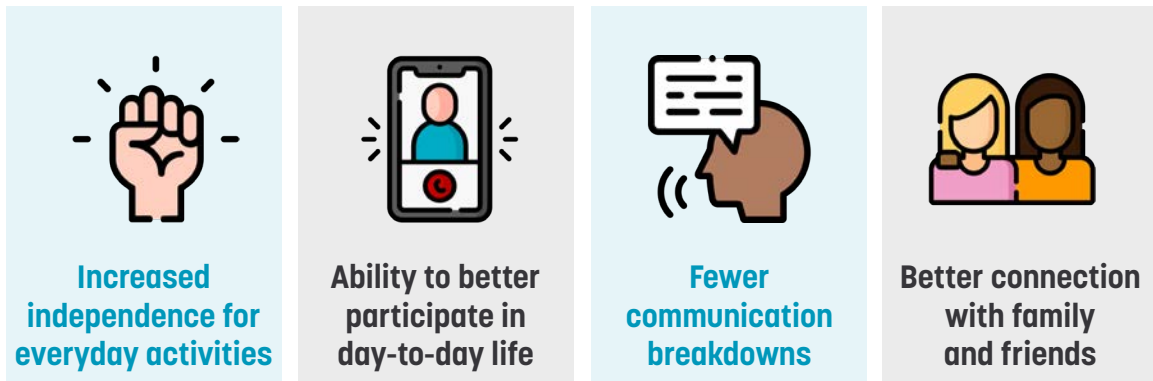 Increased
independence for
everyday activities
Ability to better
participate in
day-to-day life
Fewer
communication
breakdowns
Better connection
with family
and friends